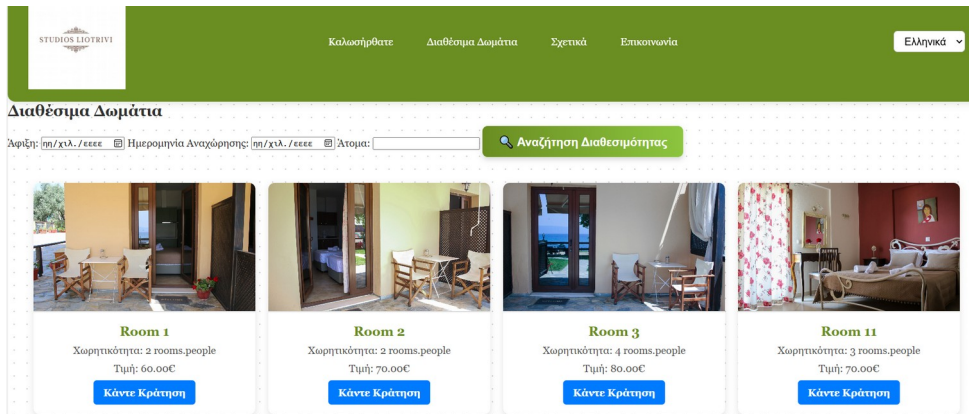 STUDIOS LIOTRIVI
Καλωσήρθατε Διαθέσιμα Δωμάτια Σχετικά Επικοινωνία Ελληνικά
Διαθέσιμα Δωμάτια
Άφιξη: ηη/χιλ./εεεε Ημερομηνία Αναχώρησης: ηη/χιλ./εεεε Άτομα: Αναζήτηση Διαθεσιμότητας
Room 1 Room 2 Room 3 Room 11
Χωρητικότητα: 2 rooms.people Χωρητικότητα: 2 rooms.people Χωρητικότητα: 4 rooms.people Χωρητικότητα: 3 rooms.people
Τιμή: 60.00€ Τιμή: 70.00€ Τιμή: 80.00€ Τιμή: 70.00€
Κάντε Κράτηση Κάντε Κράτηση Κάντε Κράτηση Κάντε Κράτηση